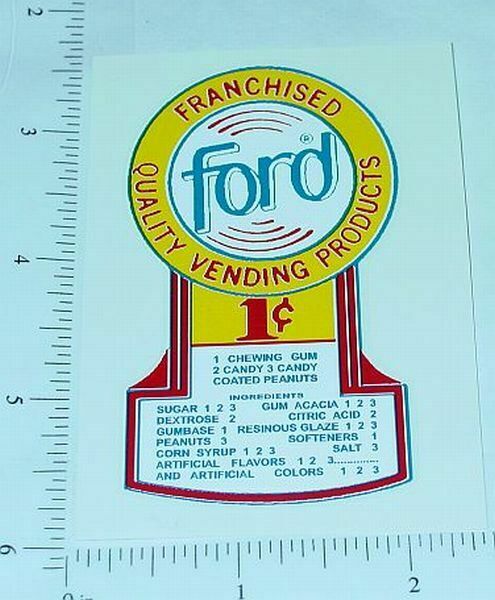 FRANCHISED
ford ®
QUALITY VENDING PRODUCTS
1¢
1 CHEWING GUM
2 CANDY 3 CANDY
COATED PEANUTS
INGREDIENTS
SUGAR 1 2 3 GUM ACACIA 1 2 3
DEXTROSE 2 CITRIC ACID 2
GUMBASE 1 RESINOUS GLAZE 1 2 3
PEANUTS 3 SOFTENERS 1
CORN SYRUP 1 2 3 SALT 3
ARTIFICIAL FLAVORS 1 2 3.............
AND ARTIFICIAL COLORS 1 2 3
2
3
4
5
6
0 in
1
2